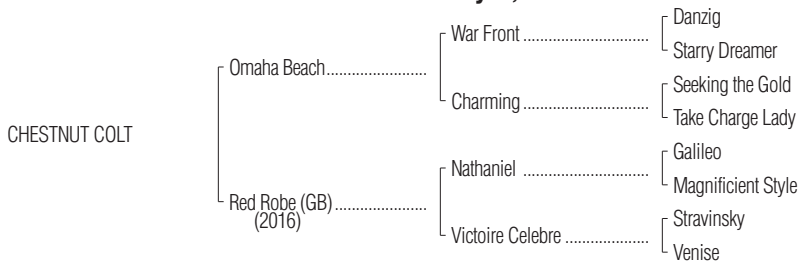 Danzig
War Front ........................
Starry Dreamer
Omaha Beach........................
Seeking the Gold
Charming ........................
Take Charge Lady
CHESTNUT COLT
Galileo
Nathaniel ........................
Magnificient Style
Red Robe (GB) ......................
(2016)
Stravinsky
Victoire Celebre ....................
Venise